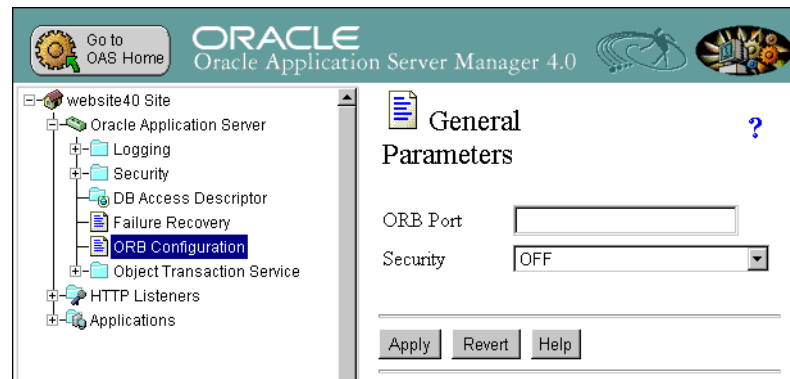 Go to
OAS Home
ORACLE
Oracle Application Server Manager 4.0
website40 Site
Oracle Application Server
Logging
Security
DB Access Descriptor
Failure Recovery
ORB Configuration
Object Transaction Service
HTTP Listeners
Applications
General
Parameters
?
ORB Port
Security OFF
Apply Revert Help